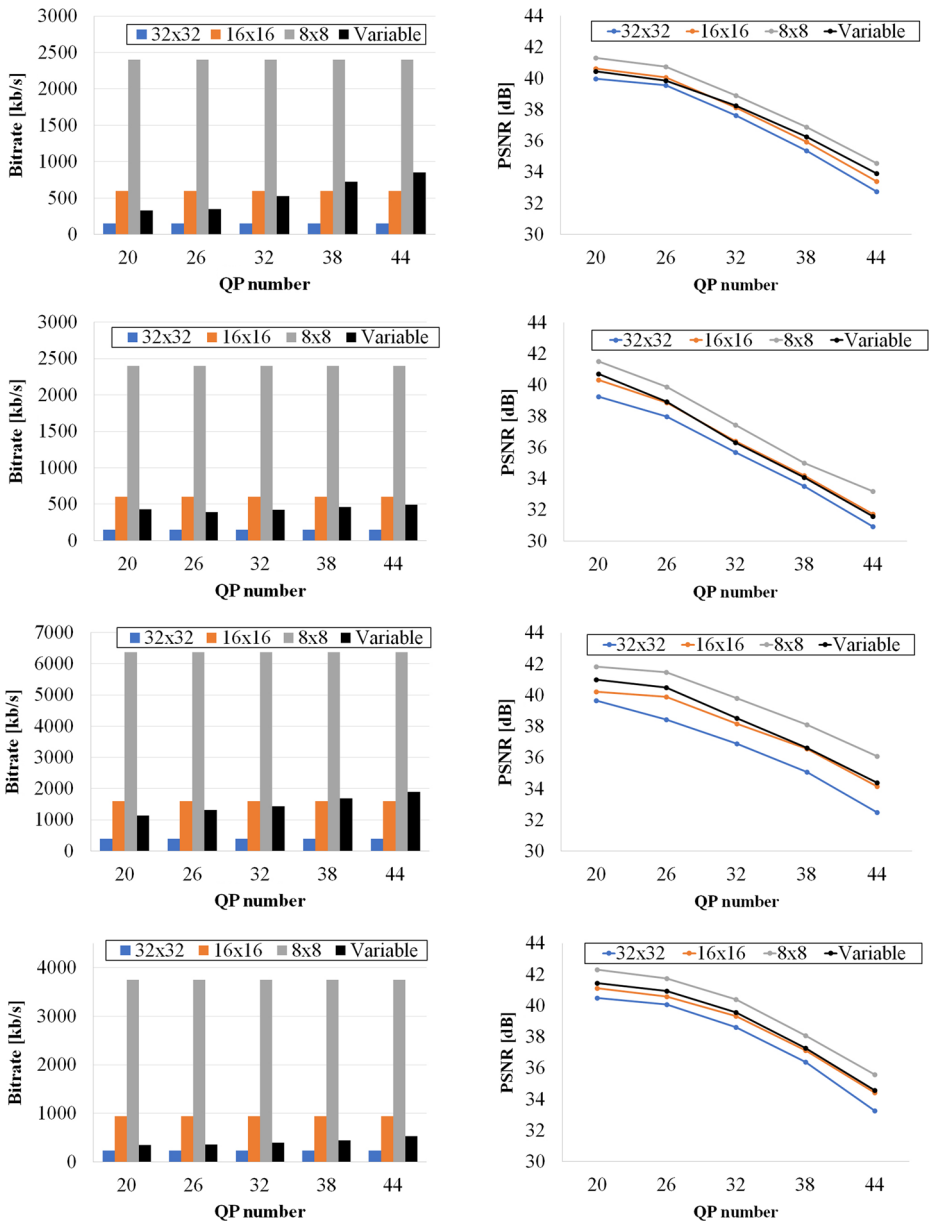 3000
2500
2000
1500
1000
500
0
Bitrate [kb/s]
32x32 16x16 8x8 Variable
20 26 32 38 44
QP number
44
42
40
38
36
34
32
30
PSNR [dB]
32x32 16x16 8x8 Variable
20 26 32 38 44
QP number
3000
2500
2000
1500
1000
500
0
Bitrate [kb/s]
32x32 16x16 8x8 Variable
20 26 32 38 44
QP number
44
42
40
38
36
34
32
30
PSNR [dB]
32x32 16x16 8x8 Variable
20 26 32 38 44
QP number
7000
6000
5000
4000
3000
2000
1000
0
Bitrate [kb/s]
32x32 16x16 8x8 Variable
20 26 32 38 44
QP number
44
42
40
38
36
34
32
30
PSNR [dB]
32x32 16x16 8x8 Variable
20 26 32 38 44
QP number
4000
3000
2000
1000
0
Bitrate [kb/s]
32x32 16x16 8x8 Variable
20 26 32 38 44
QP number
44
42
40
38
36
34
32
30
PSNR [dB]
32x32 16x16 8x8 Variable
20 26 32 38 44
QP number